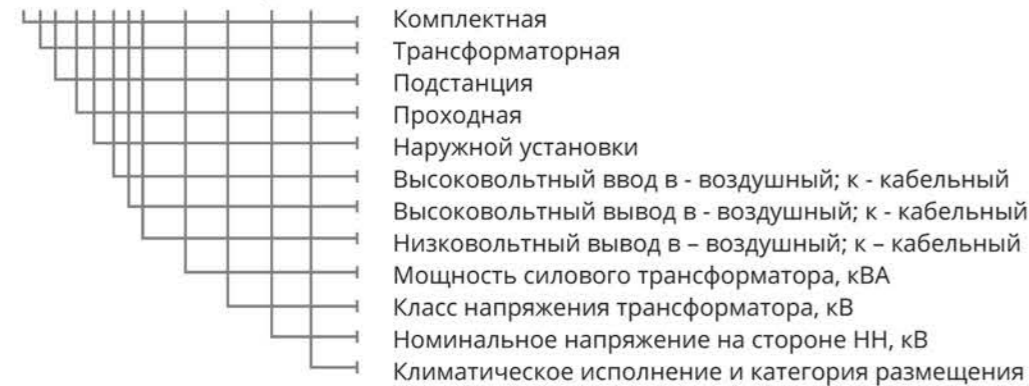 Комплектная
Трансформаторная
Подстанция
Проходная
Наружной установки
Высоковольтный ввод в - воздушный; к - кабельный
Высоковольтный вывод в - воздушный; к - кабельный
Низковольтный вывод в – воздушный; к – кабельный
Мощность силового трансформатора, кВА
Класс напряжения трансформатора, кВ
Номинальное напряжение на стороне НН, кВ
Климатическое исполнение и категория размещения